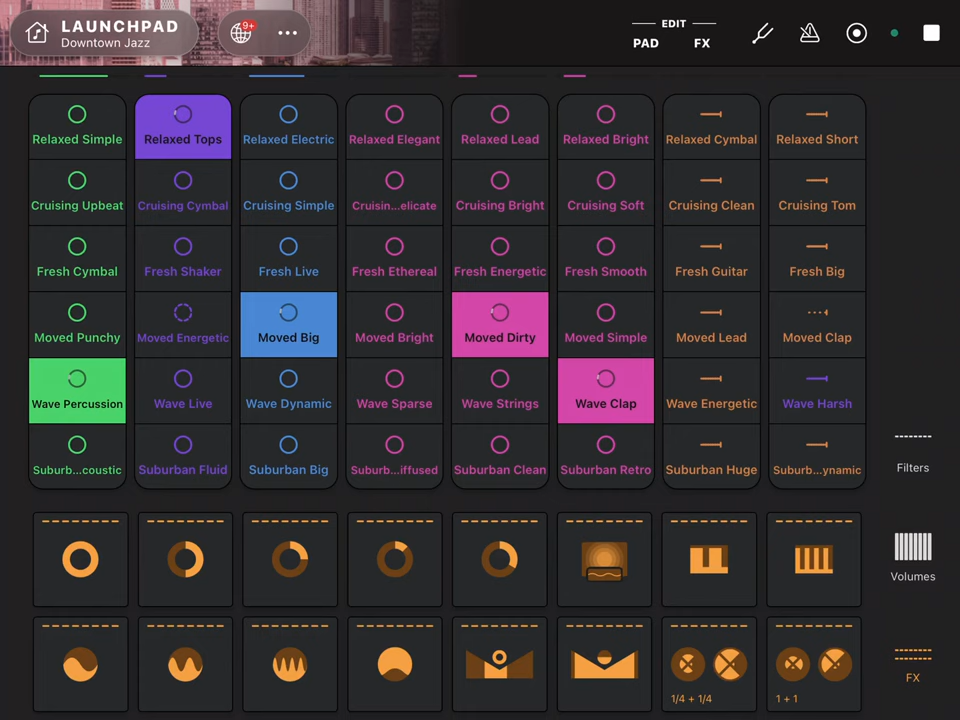 LAUNCHPAD
Downtown Jazz
9+
EDIT
PAD FX
Relaxed Simple Relaxed Tops Relaxed Electric Relaxed Elegant Relaxed Lead Relaxed Bright Relaxed Cymbal Relaxed Short
Cruising Upbeat Cruising Cymbal Cruising Simple Cruisin...elicate Cruising Bright Cruising Soft Cruising Clean Cruising Tom
Fresh Cymbal Fresh Shaker Fresh Live Fresh Ethereal Fresh Energetic Fresh Smooth Fresh Guitar Fresh Big
Moved Punchy Moved Energetic Moved Big Moved Bright Moved Dirty Moved Simple Moved Lead Moved Clap
Wave Percussion Wave Live Wave Dynamic Wave Sparse Wave Strings Wave Clap Wave Energetic Wave Harsh
Suburb...coustic Suburban Fluid Suburban Big Suburb...iffused Suburban Clean Suburban Retro Suburban Huge Suburb...ynamic
Filters
Volumes
FX
1/4 + 1/4 1 + 1